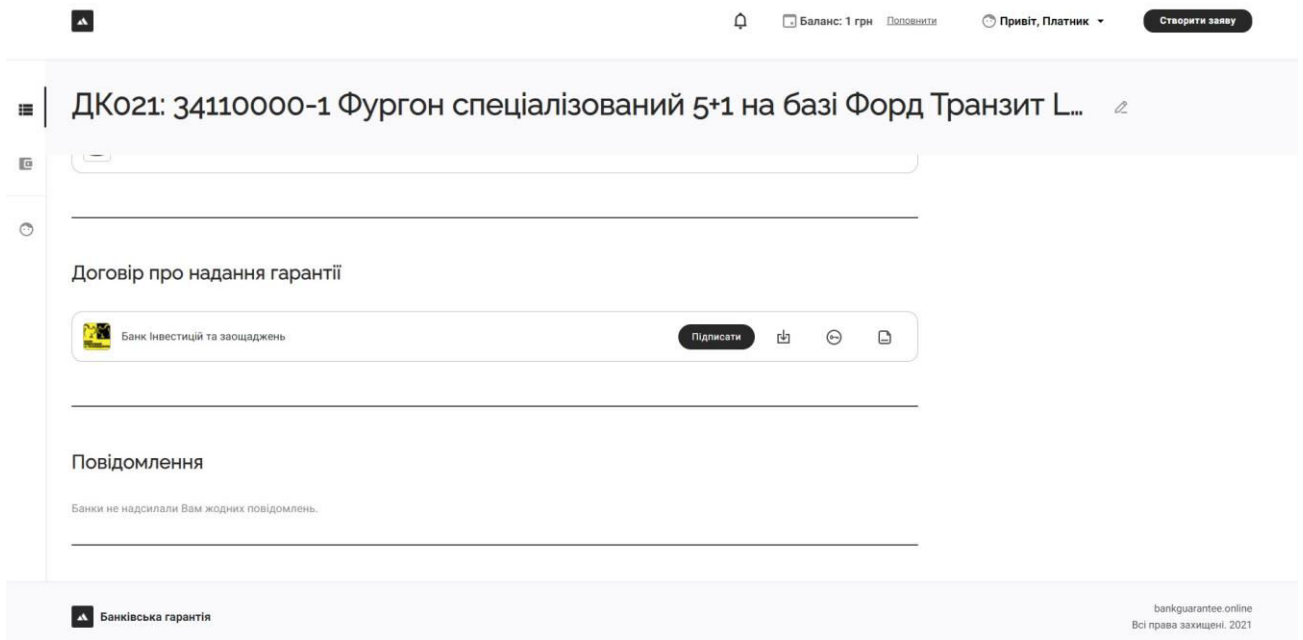 Баланс: 1 грн Поповнити Привіт, Платник Створити заяву
ДК021: 34110000-1 Фургон спеціалізований 5+1 на базі Форд Транзит L...
Договір про надання гарантії
Банк Інвестицій та заощаджень Підписати
Повідомлення
Банки не надсилали Вам жодних повідомлень.
Банківська гарантія
bankguarantee.online
Всі права захищені. 2021